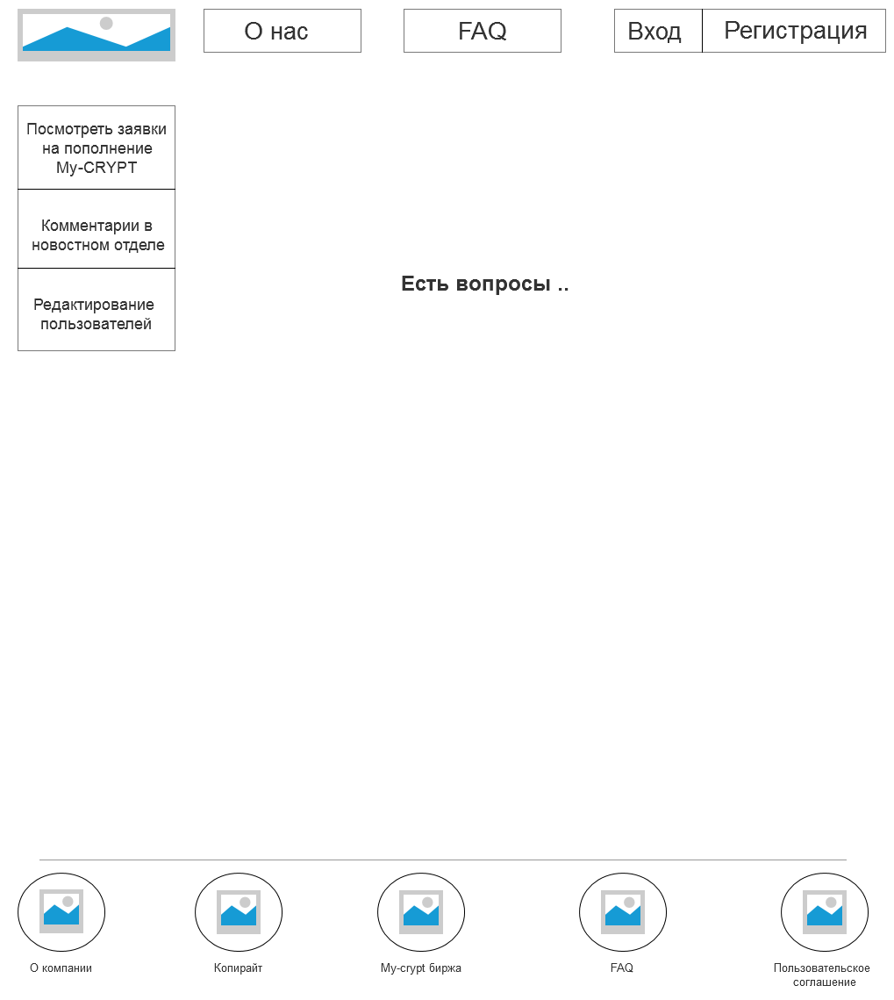 О нас
FAQ
Вход
Регистрация
Посмотреть заявки
на пополнение
My-CRYPT
Комментарии в
новостном отделе
Редактирование
пользователей
Есть вопросы ..
О компании
Копирайт
My-crypt биржа
FAQ
Пользовательское
соглашение